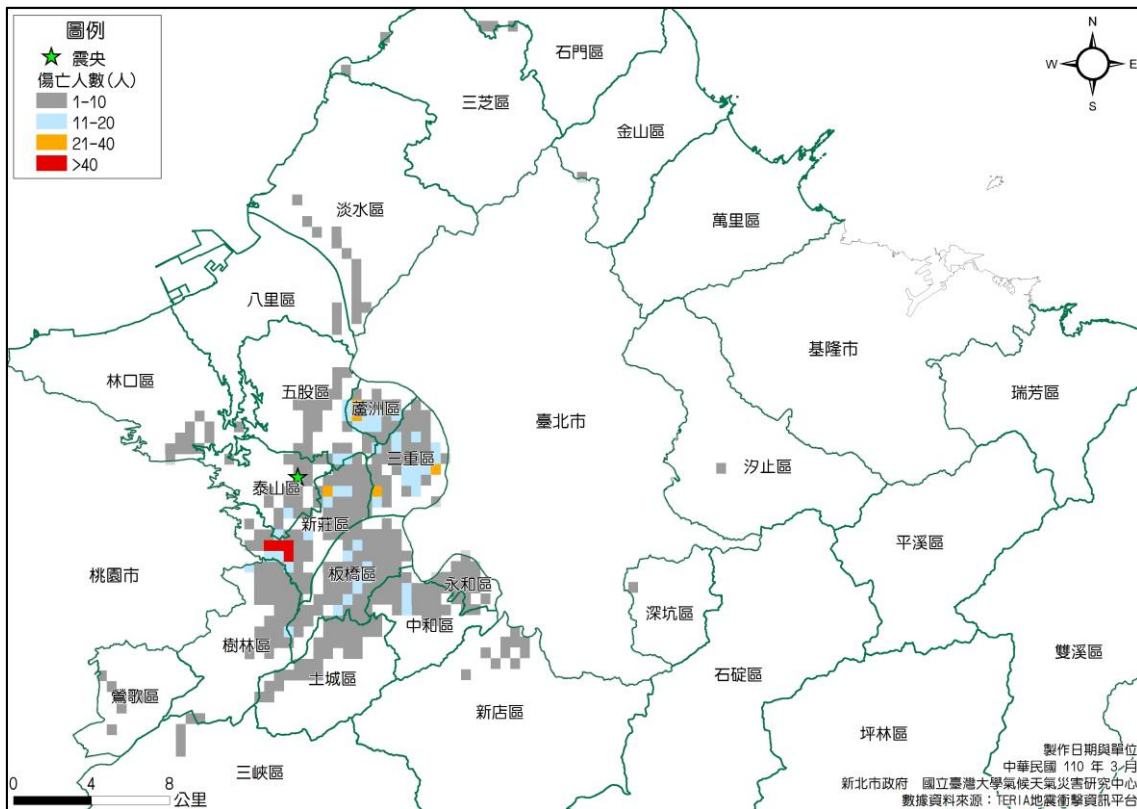 圖例
震央
傷亡人數(人)
1-10
11-20
21-40
>40
N
W
E
S
石門區
三芝區
金山區
淡水區
萬里區
八里區
基隆市
林口區
五股區
蘆洲區
瑞芳區
臺北市
三重區
汐止區
泰山區
新莊區
平溪區
桃園市
板橋區
永和區
深坑區
中和區
樹林區
雙溪區
土城區
石碇區
鶯歌區
新店區
坪林區
三峽區
0 4 8
公里
製作日期與單位
中華民國 110 年 3 月
新北市政府 國立臺灣大學氣候天氣災害研究中心
數據資料來源：TERIA地震衝擊資訊平台